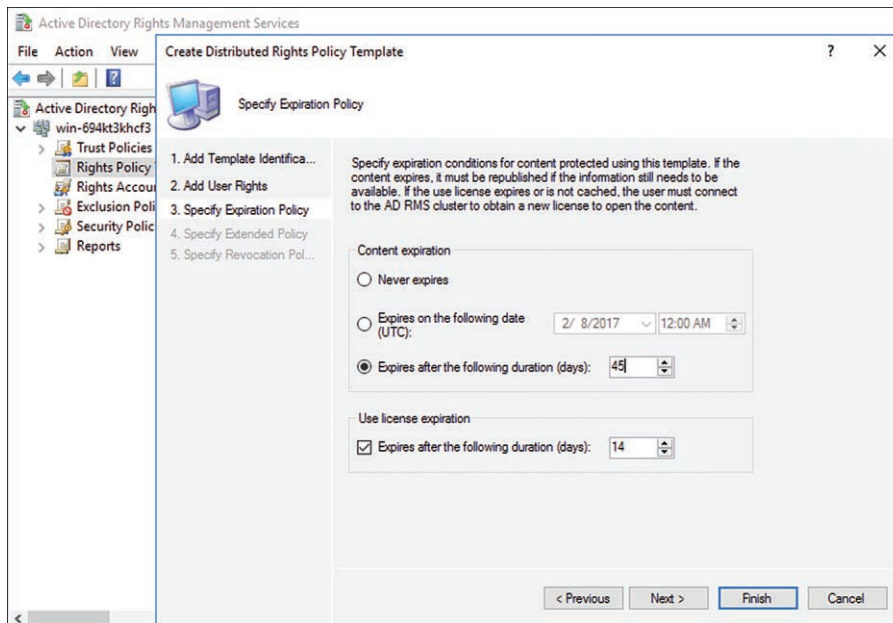 Active Directory Rights Management Services
File Action View
Create Distributed Rights Policy Template
? X
Specify Expiration Policy
Active Directory Righ
win-694kt3khcf3
Trust Policies
Rights Policy
Rights Accou
Exclusion Poli
Security Polic
Reports
1. Add Template Identifica...
2. Add User Rights
3. Specify Expiration Policy
4. Specify Extended Policy
5. Specify Revocation Pol...
Specify expiration conditions for content protected using this template. If the
content expires, it must be republished if the information still needs to be
available. If the use license expires or is not cached, the user must connect
to the AD RMS cluster to obtain a new license to open the content.
Content expiration
Never expires
Expires on the following date
(UTC):
2/ 8/2017 12:00 AM
Expires after the following duration (days): 45
Use license expiration
Expires after the following duration (days): 14
< Previous Next > Finish Cancel